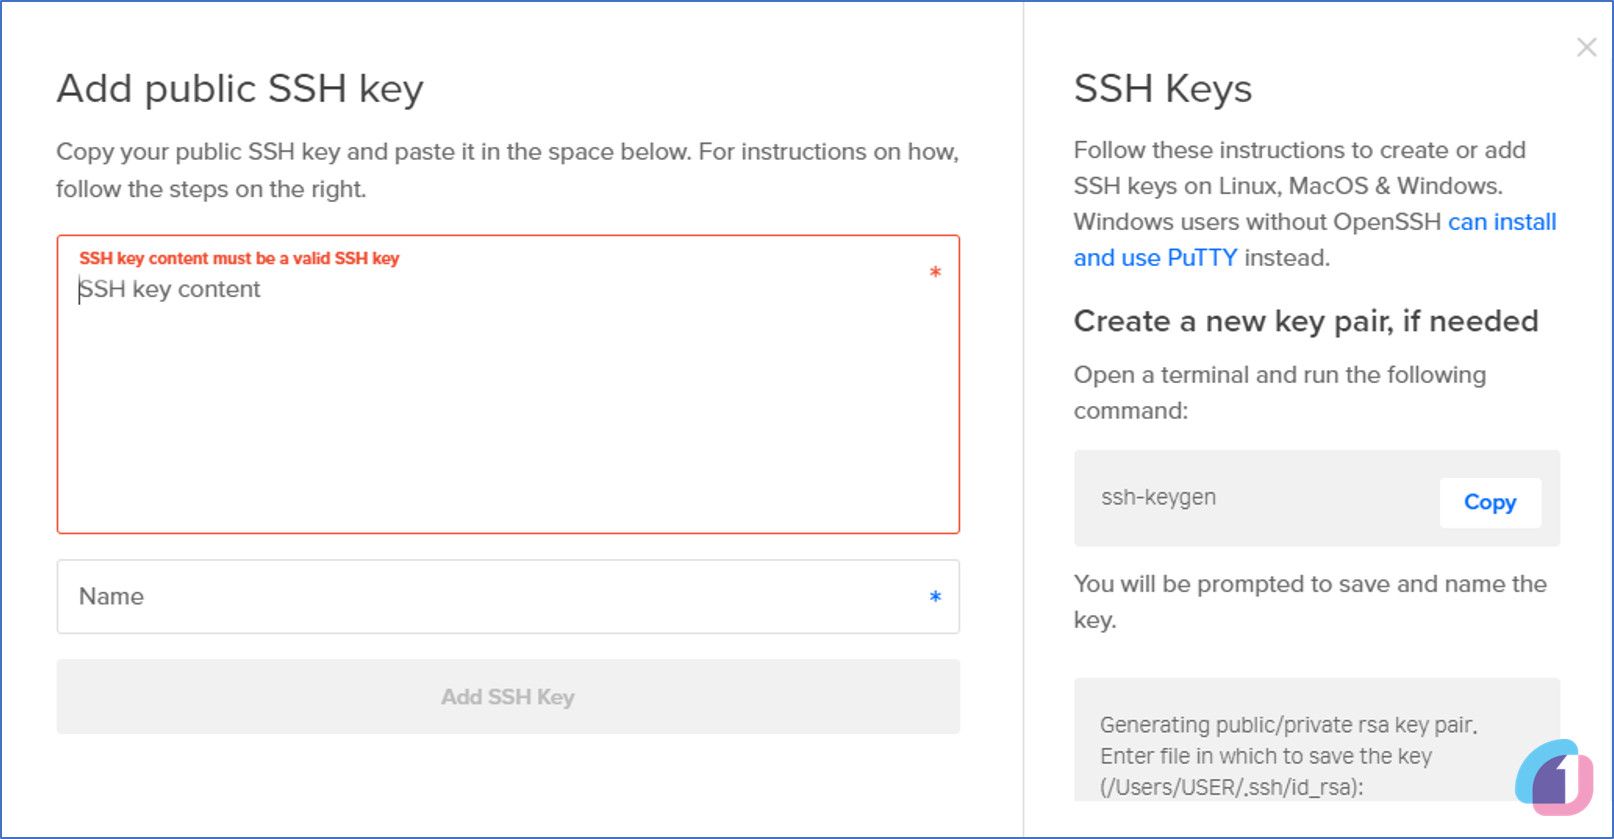 Add public SSH key
Copy your public SSH key and paste it in the space below. For instructions on how,
follow the steps on the right.
SSH key content must be a valid SSH key
*
SSH key content
Name
*
Add SSH Key
SSH Keys
Follow these instructions to create or add
SSH keys on Linux, MacOS & Windows.
Windows users without OpenSSH can install
and use PuTTY instead.
Create a new key pair, if needed
Open a terminal and run the following
command:
ssh-keygen
Copy
You will be prompted to save and name the
key.
Generating public/private rsa key pair.
Enter file in which to save the key
(/Users/USER/.ssh/id_rsa):
1